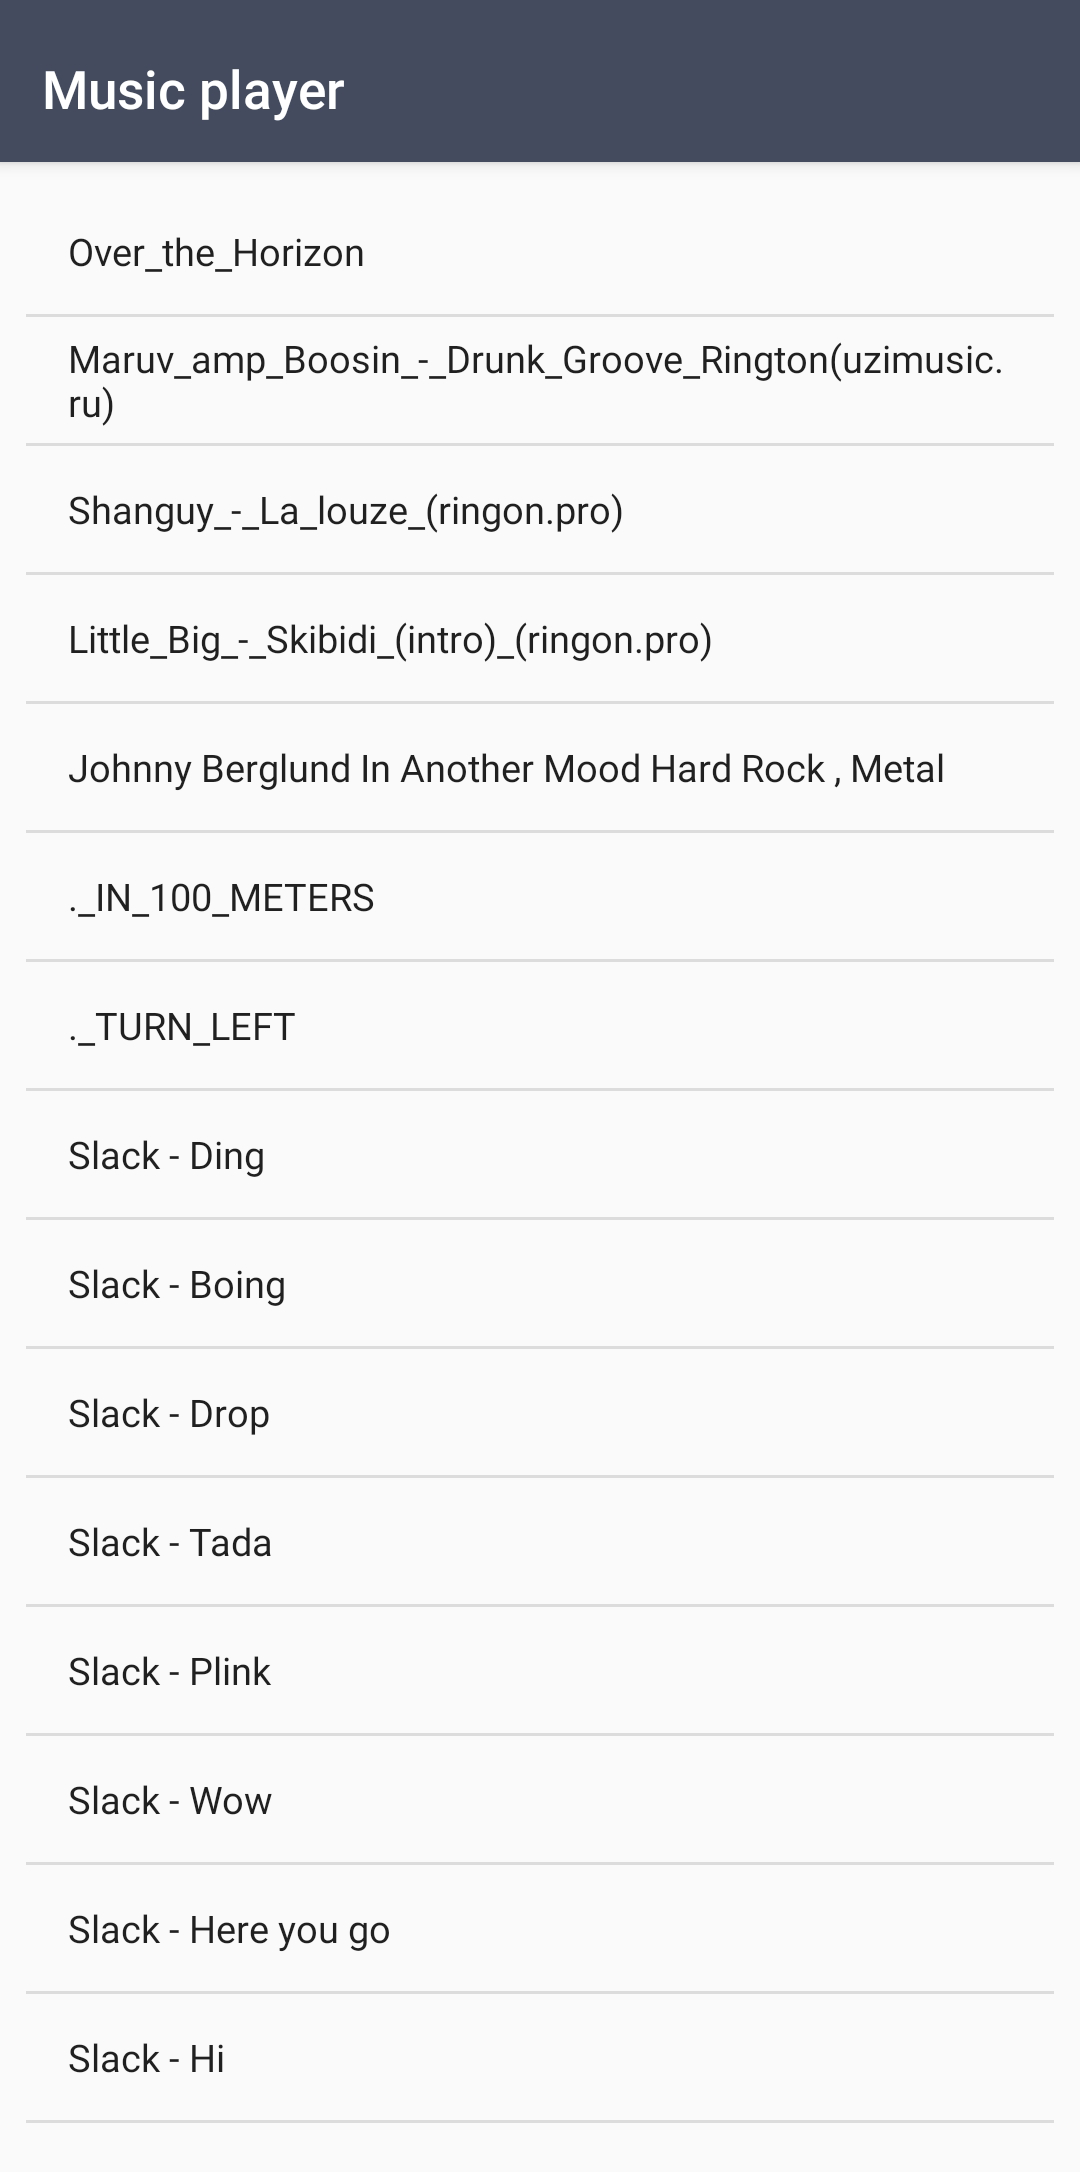 Music player
Over_the_Horizon
Maruv_amp_Boosin_-_Drunk_Groove_Rington(uzimusic.
ru)
Shanguy_-_La_louze_(ringon.pro)
Little_Big_-_Skibidi_(intro)_(ringon.pro)
Johnny Berglund In Another Mood Hard Rock , Metal
._IN_100_METERS
._TURN_LEFT
Slack - Ding
Slack - Boing
Slack - Drop
Slack - Tada
Slack - Plink
Slack - Wow
Slack - Here you go
Slack - Hi